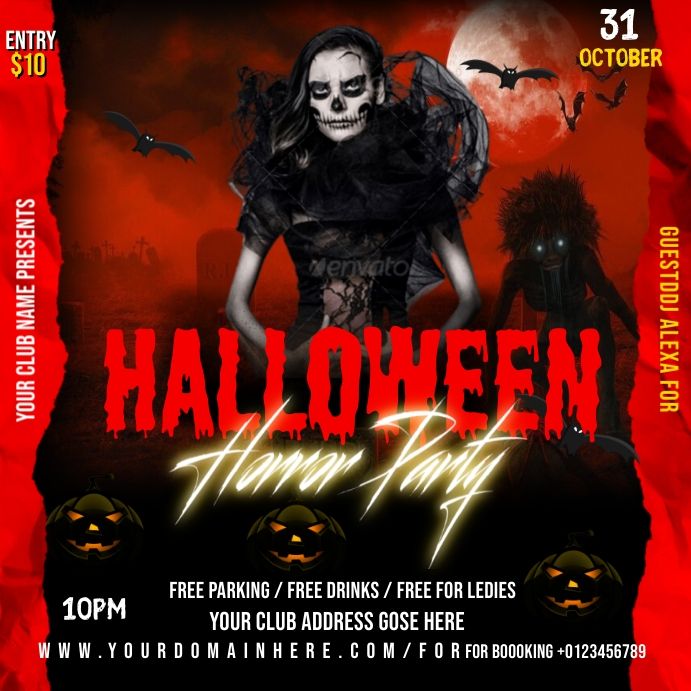 ENTRY
$10
31
OCTOBER
YOUR CLUB NAME PRESENTS
GUESTDDJ ALEXA FOR
envato
HALLOWEEN
Horror Party
FREE PARKING / FREE DRINKS / FREE FOR LEDIES
10PM
YOUR CLUB ADDRESS GOSE HERE
WWW.YOURDOMAINHERE.COM/FOR FOR BOOOKING +0123456789